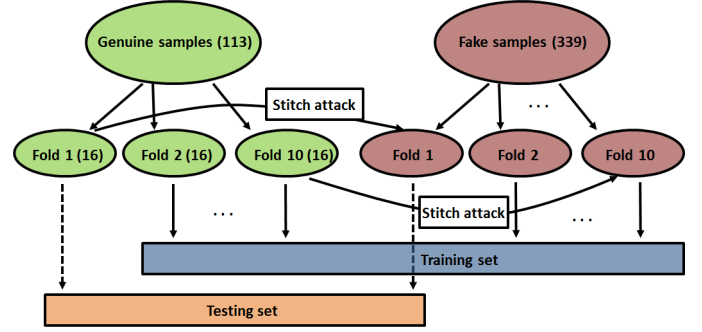 Genuine samples (113)
Fake samples (339)
Stitch attack
...
Fold 1 (16)
Fold 2 (16)
Fold 10 (16)
Fold 1
Fold 2
Fold 10
...
Stitch attack
...
Training set
Testing set